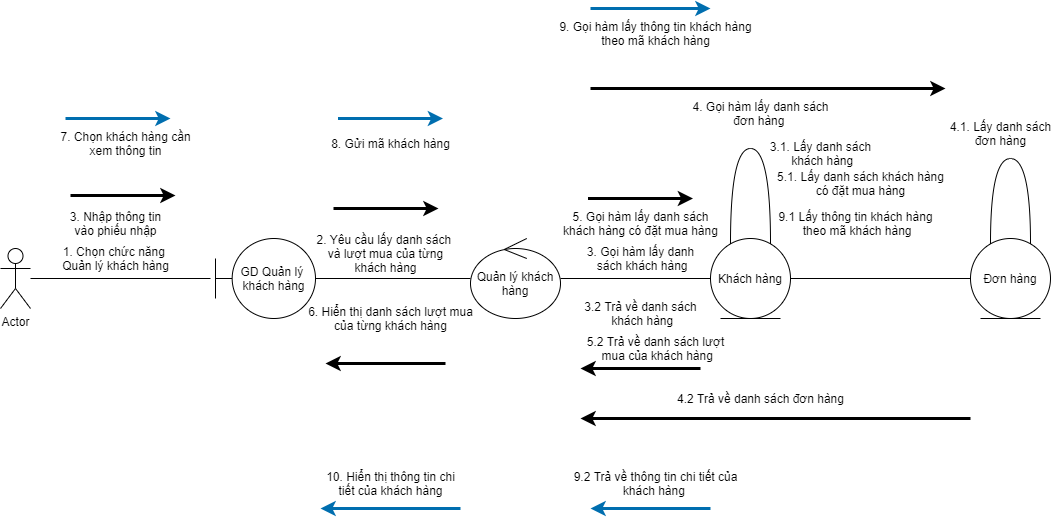 9. Gọi hàm lấy thông tin khách hàng
theo mã khách hàng
4. Gọi hàm lấy danh sách
đơn hàng
7. Chọn khách hàng cần
xem thông tin
8. Gửi mã khách hàng
4.1. Lấy danh sách
đơn hàng
3.1. Lấy danh sách
khách hàng
5.1. Lấy danh sách khách hàng
có đặt mua hàng
9.1 Lấy thông tin khách hàng
theo mã khách hàng
3. Nhập thông tin
vào phiếu nhập
1. Chọn chức năng
Quản lý khách hàng
2. Yêu cầu lấy danh sách
và lượt mua của từng
khách hàng
5. Gọi hàm lấy danh sách
khách hàng có đặt mua hàng
3. Gọi hàm lấy danh
sách khách hàng
GD Quản lý
khách hàng
Quản lý khách
hàng
Khách hàng
Đơn hàng
Actor
6. Hiển thị danh sách lượt mua
của từng khách hàng
3.2 Trả về danh sách
khách hàng
5.2 Trả về danh sách lượt
mua của khách hàng
4.2 Trả về danh sách đơn hàng
10. Hiển thị thông tin chi
tiết của khách hàng
9.2 Trả về thông tin chi tiết của
khách hàng